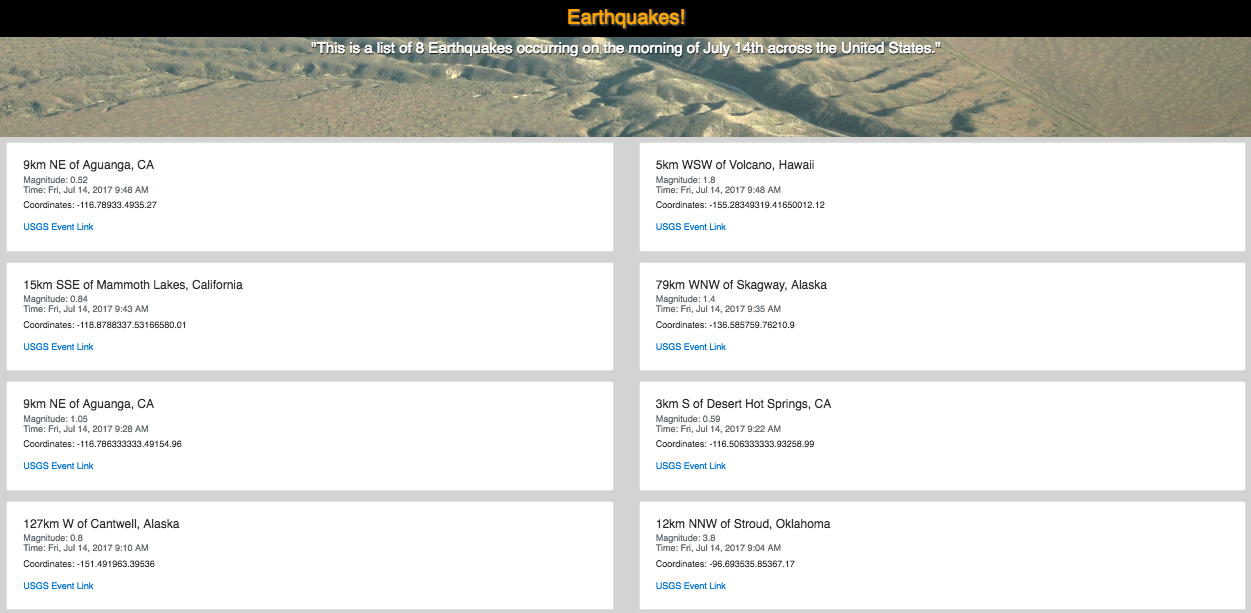 Earthquakes!
"This is a list of 8 Earthquakes occurring on the morning of July 14th across the United States."
9km NE of Aguanga, CA
Magnitude: 0.52
Time: Fri, Jul 14, 2017 9:48 AM
Coordinates: -116.78933.4935.27
USGS Event Link
5km WSW of Volcano, Hawaii
Magnitude: 1.8
Time: Fri, Jul 14, 2017 9:48 AM
Coordinates: -155.28349319.41650012.12
USGS Event Link
15km SSE of Mammoth Lakes, California
Magnitude: 0.84
Time: Fri, Jul 14, 2017 9:43 AM
Coordinates: -118.8788337.53166580.01
USGS Event Link
79km WNW of Skagway, Alaska
Magnitude: 1.4
Time: Fri, Jul 14, 2017 9:35 AM
Coordinates: -136.585759.76210.9
USGS Event Link
9km NE of Aguanga, CA
Magnitude: 1.05
Time: Fri, Jul 14, 2017 9:28 AM
Coordinates: -116.786333333.49154.96
USGS Event Link
3km S of Desert Hot Springs, CA
Magnitude: 0.59
Time: Fri, Jul 14, 2017 9:22 AM
Coordinates: -116.506333333.93258.99
USGS Event Link
127km W of Cantwell, Alaska
Magnitude: 0.8
Time: Fri, Jul 14, 2017 9:10 AM
Coordinates: -151.491963.39536
USGS Event Link
12km NNW of Stroud, Oklahoma
Magnitude: 3.8
Time: Fri, Jul 14, 2017 9:04 AM
Coordinates: -96.693535.85367.17
USGS Event Link